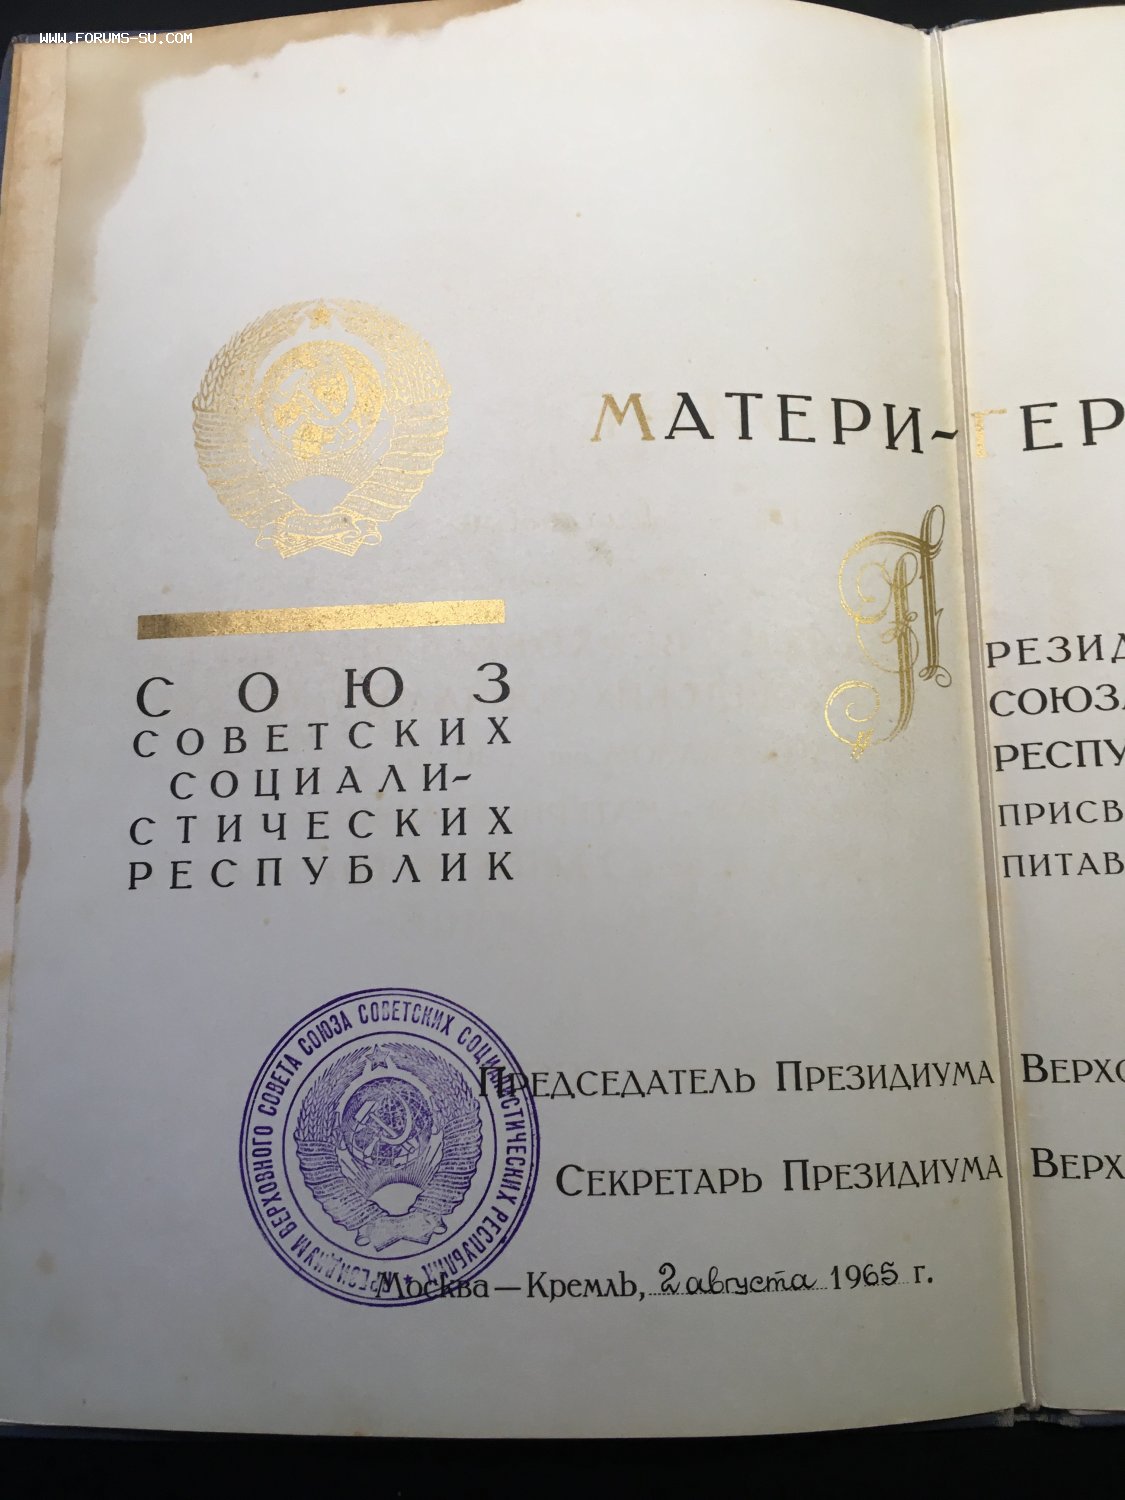 WWW.FORUMS-SU.COM
МАТЕРИ-ГЕР
СОЮЗ
СОВЕТСКИХ
СОЦИАЛИ-
СТИЧЕСКИХ
РЕСПУБЛИК
П
РЕЗИД
СОЮЗА
РЕСПУ
ПРИСВ
ПИТАВ
ПРЕЗИДИУМ ВЕРХОВНОГО СОВЕТА СОЮЗА СОВЕТСКИХ СОЦИАЛИСТИЧЕСКИХ РЕСПУБЛИК
ПРЕДСЕДАТЕЛЬ ПРЕЗИДИУМА ВЕРХО
СЕКРЕТАРЬ ПРЕЗИДИУМА ВЕРХ
Москва — Кремль, 2 августа 1965 г.